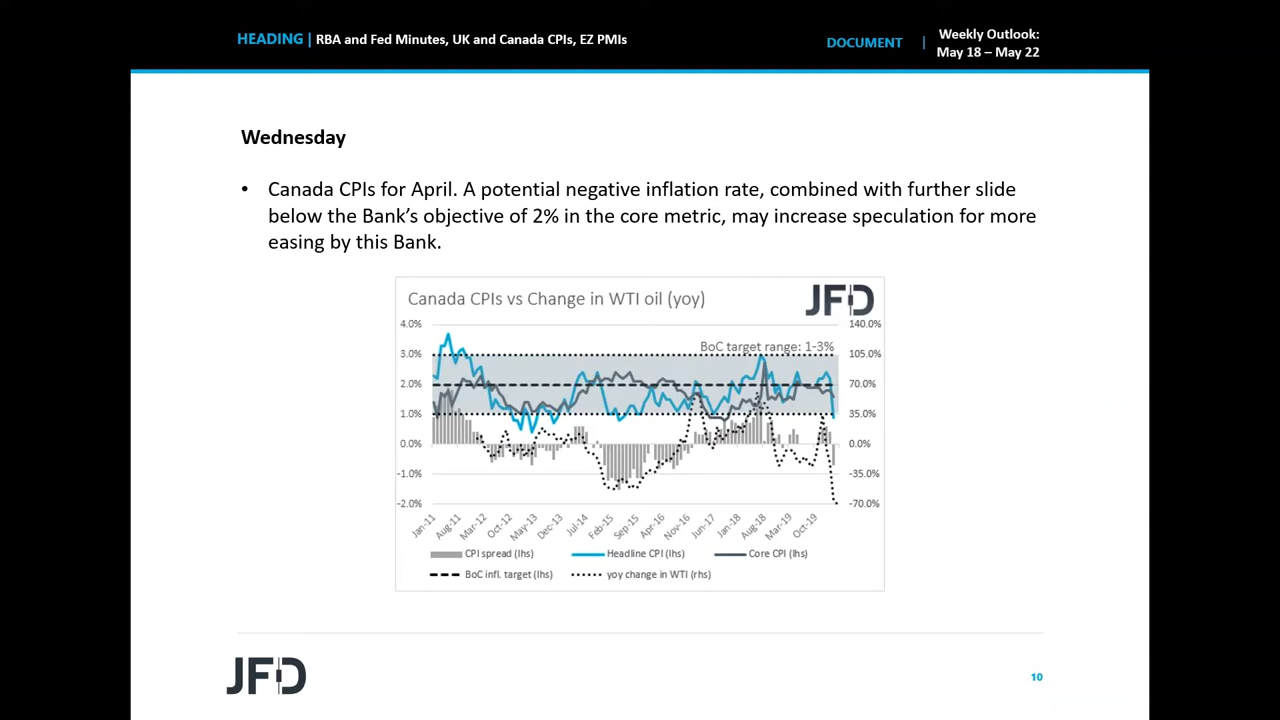 HEADING | RBA and Fed Minutes, UK and Canada CPIs, EZ PMIs
DOCUMENT | Weekly Outlook:
May 18 – May 22
Wednesday
• Canada CPIs for April. A potential negative inflation rate, combined with further slide
below the Bank's objective of 2% in the core metric, may increase speculation for more
easing by this Bank.
Canada CPIs vs Change in WTI oil (yoy)
JFD
4.0% 140.0%
BoC target range: 1-3%
3.0% 105.0%
2.0% 70.0%
1.0% 35.0%
0.0% 0.0%
-1.0% -35.0%
-2.0% -70.0%
Jan-11 Aug-11 Mar-12 Oct-12 May-13 Dec-13 Jul-14 Feb-15 Sep-15 Apr-16 Nov-16 Jun-17 Jan-18 Aug-18 Mar-19 Oct-19
CPI spread (lhs) Headline CPI (lhs) Core CPI (lhs)
BoC infl. target (lhs) yoy change in WTI (rhs)
JFD
10